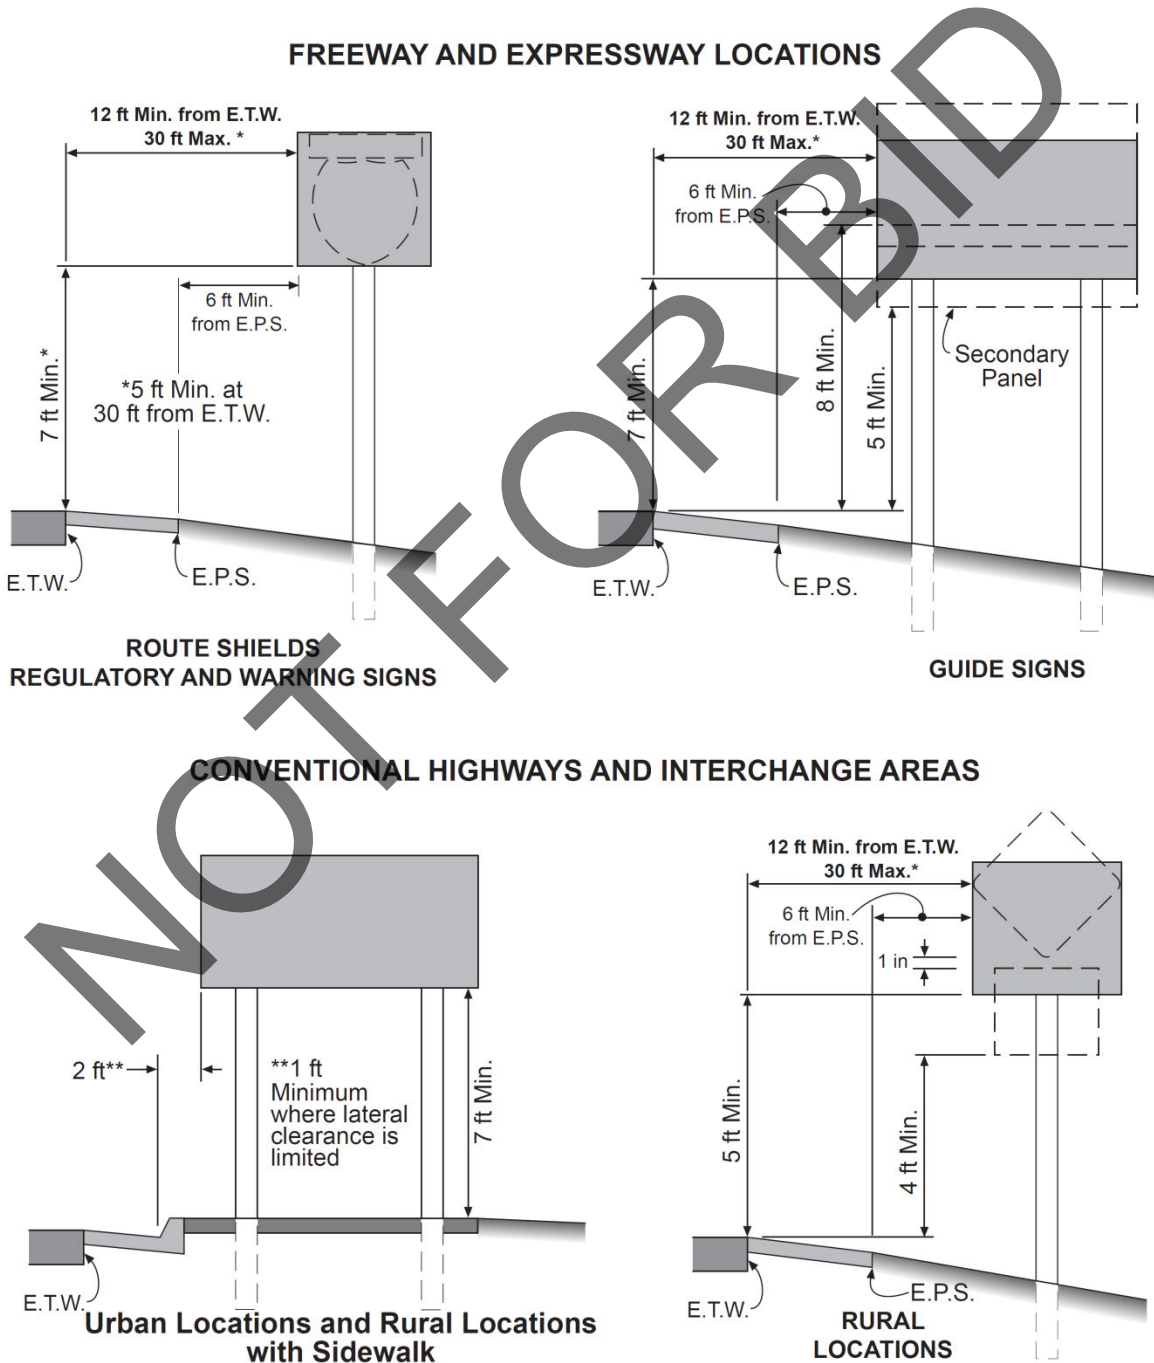 FREEWAY AND EXPRESSWAY LOCATIONS
12 ft Min. from E.T.W.
30 ft Max. *
6 ft Min.
from E.P.S.
7 ft Min.*
*5 ft Min. at
30 ft from E.T.W.
E.T.W.
E.P.S.
ROUTE SHIELDS
REGULATORY AND WARNING SIGNS
12 ft Min. from E.T.W.
30 ft Max.*
6 ft Min.
from E.P.S.
7 ft Min.
8 ft Min.
5 ft Min.
Secondary
Panel
E.T.W.
E.P.S.
GUIDE SIGNS
CONVENTIONAL HIGHWAYS AND INTERCHANGE AREAS
2 ft**
**1 ft
Minimum
where lateral
clearance is
limited
7 ft Min.
E.T.W.
Urban Locations and Rural Locations
with Sidewalk
12 ft Min. from E.T.W.
30 ft Max.*
6 ft Min.
from E.P.S.
1 in
5 ft Min.
4 ft Min.
E.T.W.
E.P.S.
RURAL
LOCATIONS
NOT FOR BID